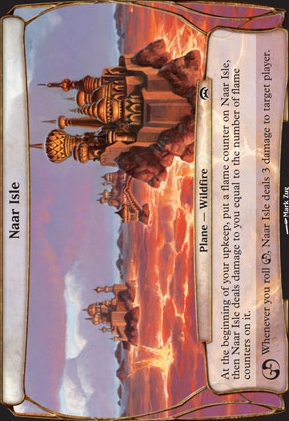 Naar Isle
Plane — Wildfire
At the beginning of your upkeep, put a flame counter on Naar Isle,
then Naar Isle deals damage to you equal to the number of flame
counters on it.
Whenever you roll , Naar Isle deals 3 damage to target player.
Mark Zug